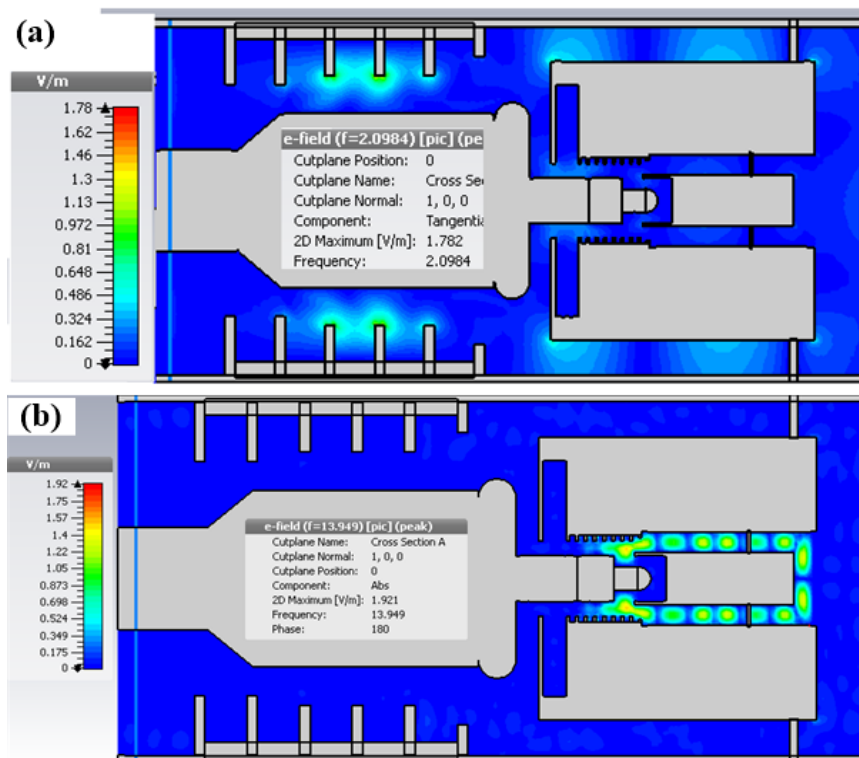 (a)
V/m
1.78
1.62
1.46
1.3
1.13
0.972
0.81
0.648
0.486
0.324
0.162
0
e-field (f=2.0984) [pic] (pe
Cutplane Position: 0
Cutplane Name: Cross Se
Cutplane Normal: 1, 0, 0
Component: Tangentia
2D Maximum [V/m]: 1.782
Frequency: 2.0984
(b)
V/m
1.92
1.75
1.57
1.4
1.22
1.05
0.873
0.698
0.524
0.349
0.175
0
e-field (f=13.949) [pic] (peak)
Cutplane Name: Cross Section A
Cutplane Normal: 1, 0, 0
Cutplane Position: 0
Component: Abs
2D Maximum [V/m]: 1.921
Frequency: 13.949
Phase: 180